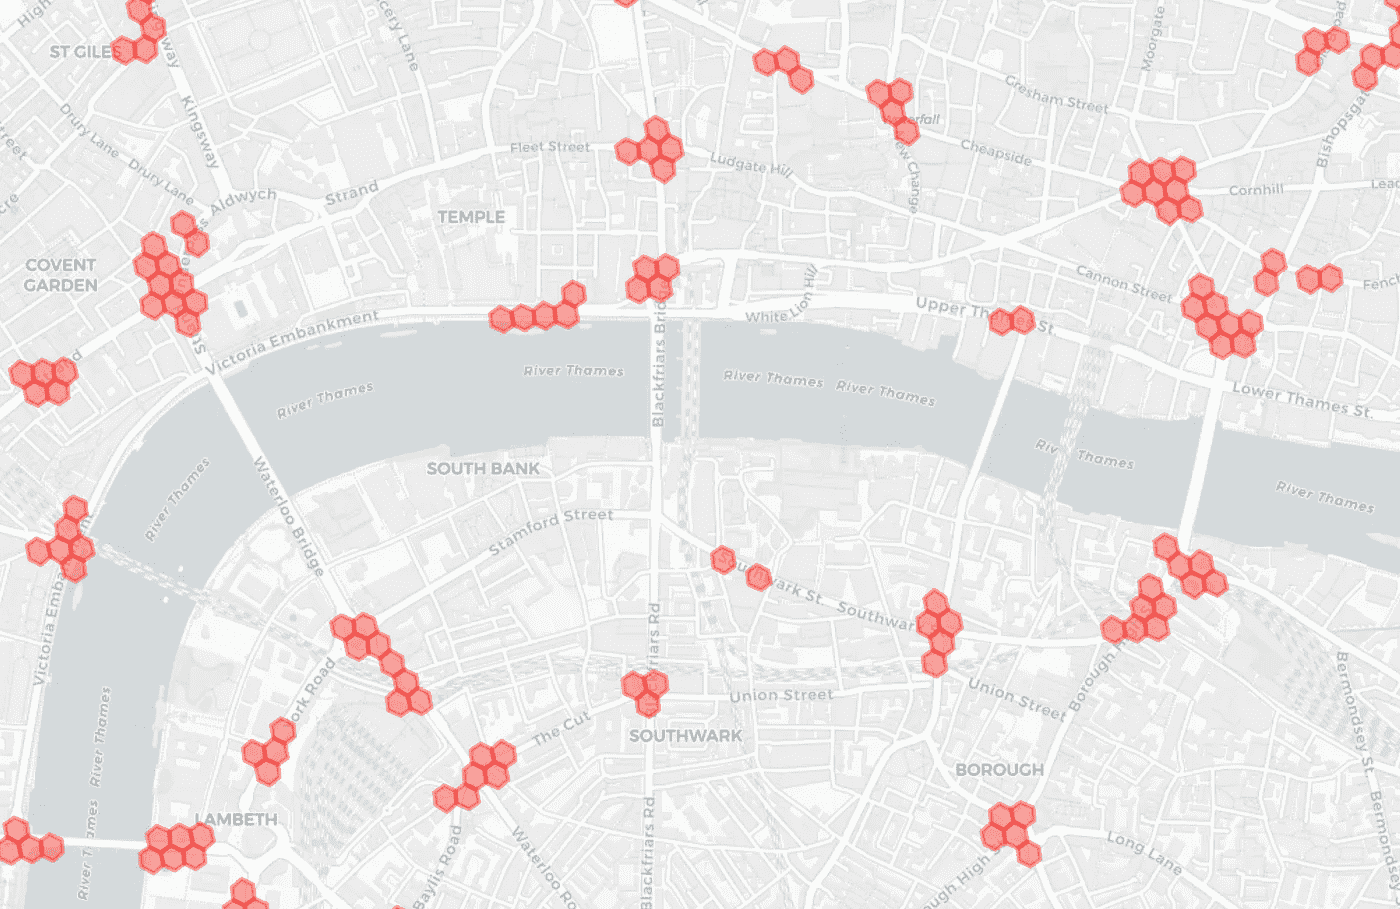 High
ST GILES
Kingsway
Drury Lane
Drury Lane
Street
Aldwych
Strand
Fleet Street
Ludgate Hill
Gresham Street
Moorgate
Cheapside
New Change
Bishopsgate
Cornhill
TEMPLE
COVENT
GARDEN
Cannon Street
White Lion Hill
Upper Thames St.
Victoria Embankment
Blackfriars Bridge
River Thames
River Thames
River Thames
River Thames
River Thames
River Thames
Lower Thames St.
SOUTH BANK
River Thames
Waterloo Bridge
Stamford Street
Southwark St.
Southwark
Victoria Emba
Blackfriars Rd
York Road
The Cut
Union Street
Union Street
Borough High
Bermondsey St.
SOUTHWARK
BOROUGH
River Thames
LAMBETH
River Thames
Baylis Road
Waterloo Ro
Blackfriars Rd
Borough High S
Long Lane
Bermondsey